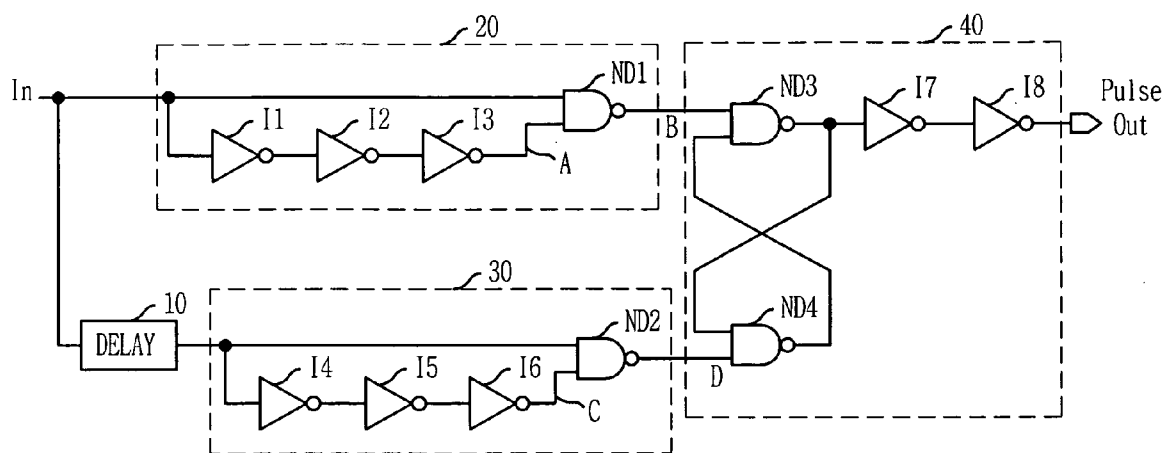 20
40
In
I1
I2
I3
ND1
A
B
ND3
I7
I8
Pulse
Out
10
DELAY
30
I4
I5
I6
ND2
C
D
ND4